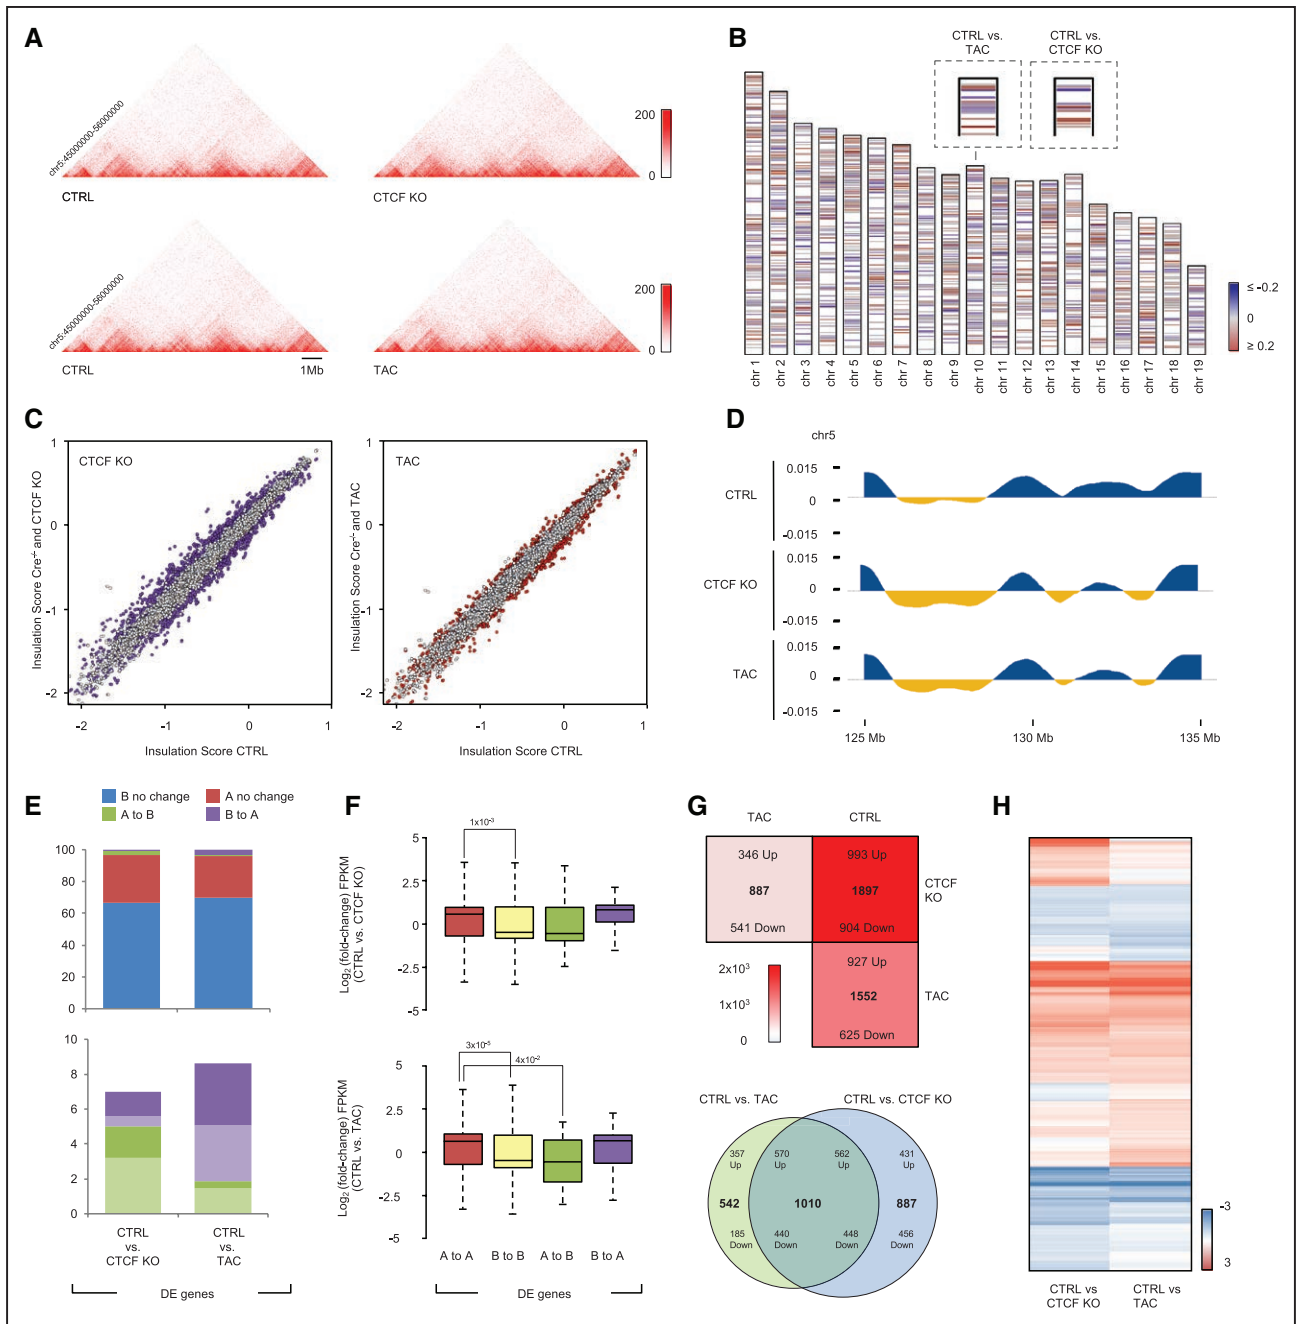 A
chr5:45000000-56000000
CTRL
CTCF KO
200
0
chr5:45000000-56000000
CTRL
1Mb
TAC
200
0
B
CTRL vs.
TAC
CTRL vs.
CTCF KO
chr 1
chr 2
chr 3
chr 4
chr 5
chr 6
chr 7
chr 8
chr 9
chr 10
chr 11
chr 12
chr 13
chr 14
chr 15
chr 16
chr 17
chr 18
chr 19
≤ -0.2
0
≥ 0.2
C
CTCF KO
Insulation Score Cre-/- and CTCF KO
1
0
-1
-2
-2
-1
0
1
Insulation Score CTRL
TAC
Insulation Score Cre-/- and TAC
1
0
-1
-2
-2
-1
0
1
Insulation Score CTRL
D
chr5
CTRL
0.015
0
-0.015
CTCF KO
0.015
0
-0.015
TAC
0.015
0
-0.015
125 Mb
130 Mb
135 Mb
E
B no change
A no change
A to B
B to A
100
80
60
40
20
0
10
8
6
4
2
0
CTRL
vs.
CTCF KO
CTRL
vs.
TAC
DE genes
F
Log2 (fold-change) FPKM
(CTRL vs. CTCF KO)
5
2.5
0
-2.5
-5
1x10-3
Log2 (fold-change) FPKM
(CTRL vs. TAC)
5
2.5
0
-2.5
-5
3x10-5
4x10-2
A to A
B to B
A to B
B to A
DE genes
G
TAC
CTRL
346 Up
887
541 Down
993 Up
1897
904 Down
CTCF
KO
927 Up
1552
625 Down
TAC
2x103
1x103
0
CTRL vs. TAC
CTRL vs. CTCF KO
357
Up
570
Up
562
Up
431
Up
542
1010
887
185
Down
440
Down
448
Down
456
Down
H
-3
3
CTRL vs
CTCF KO
CTRL vs
TAC